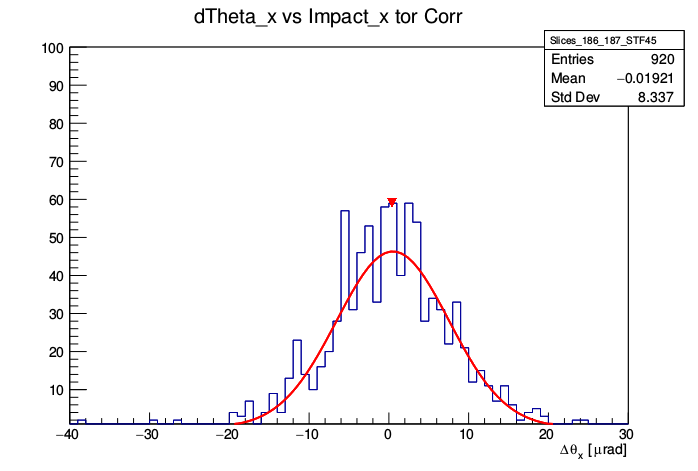 dTheta_x vs Impact_x tor Corr
Slices_186_187_STF45
Entries 920
Mean −0.01921
Std Dev 8.337
100
90
80
70
60
50
40
30
20
10
−40 −30 −20 −10 0 10 20 30
Δθx [μrad]